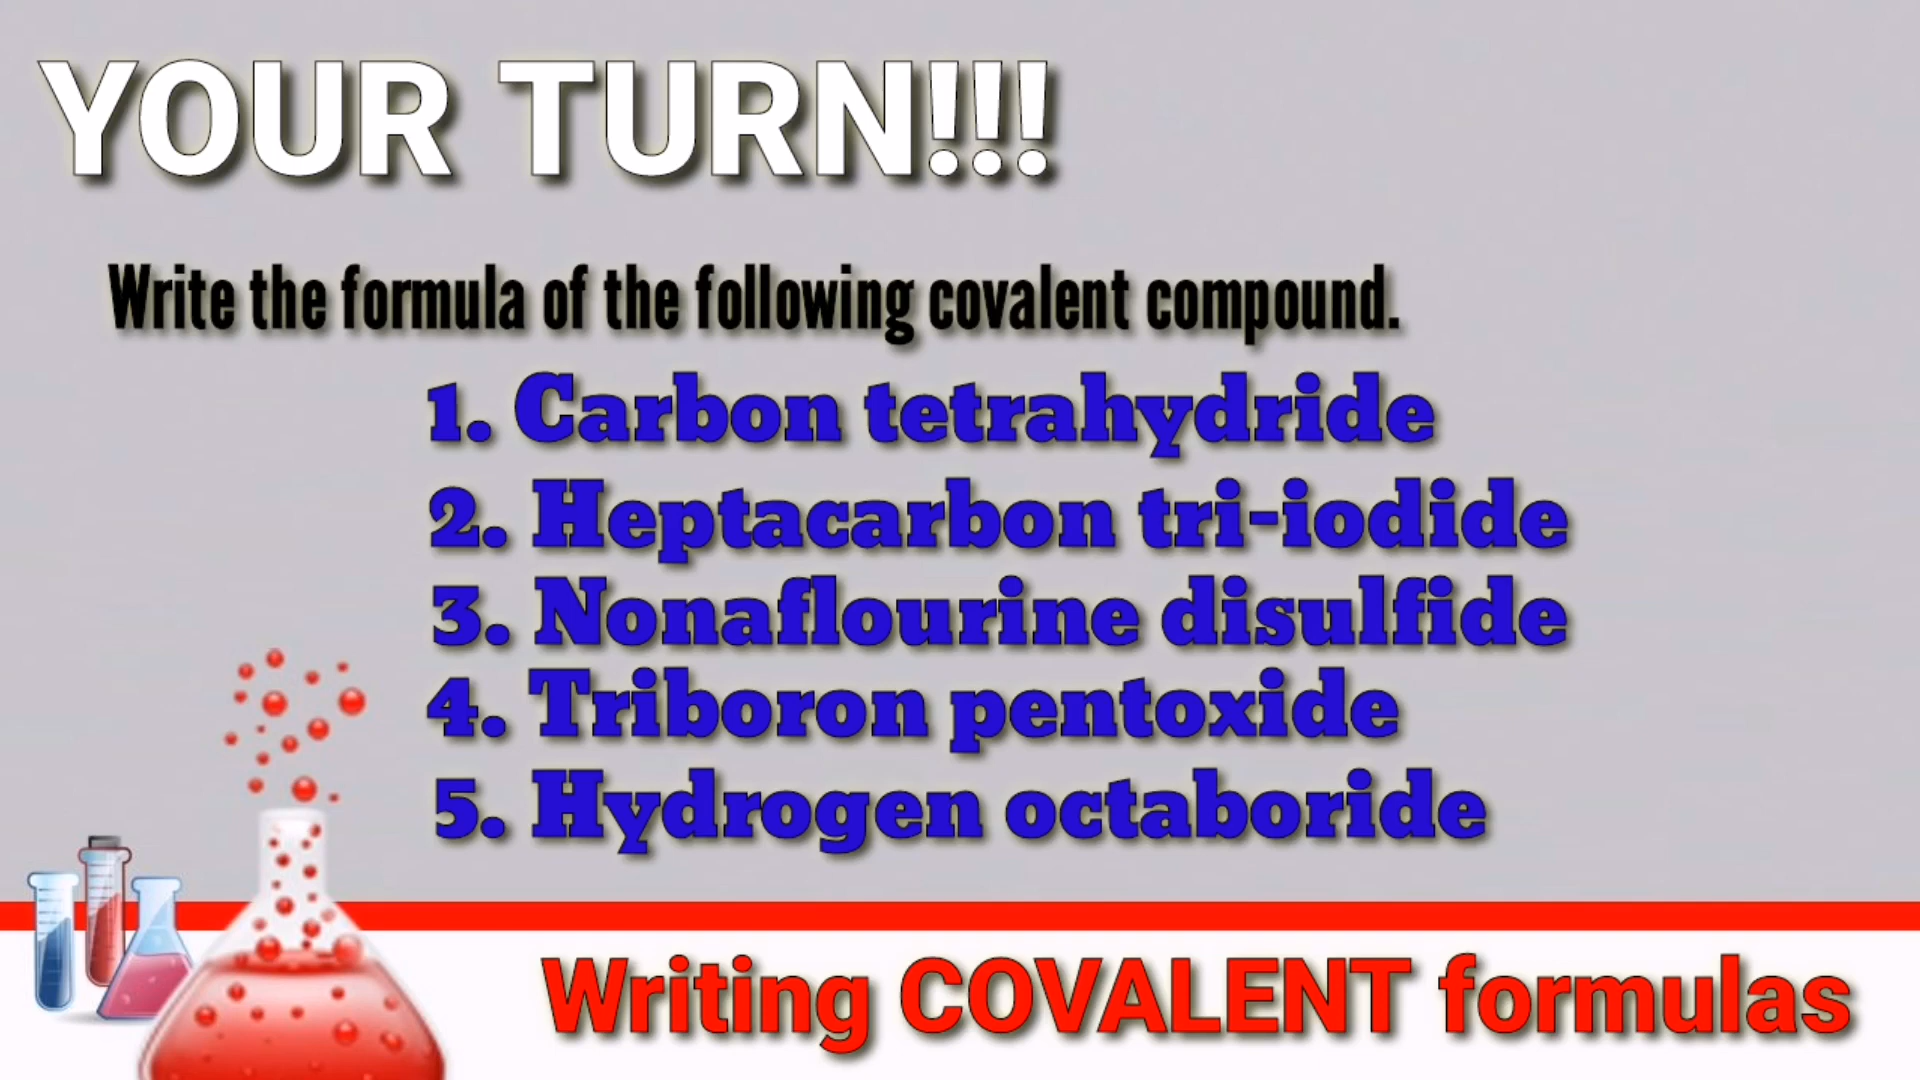 YOUR TURN!!!
Write the formula of the following covalent compound.
1. Carbon tetrahydride
2. Heptacarbon tri-iodide
3. Nonaflourine disulfide
4. Triboron pentoxide
5. Hydrogen octaboride
Writing COVALENT formulas